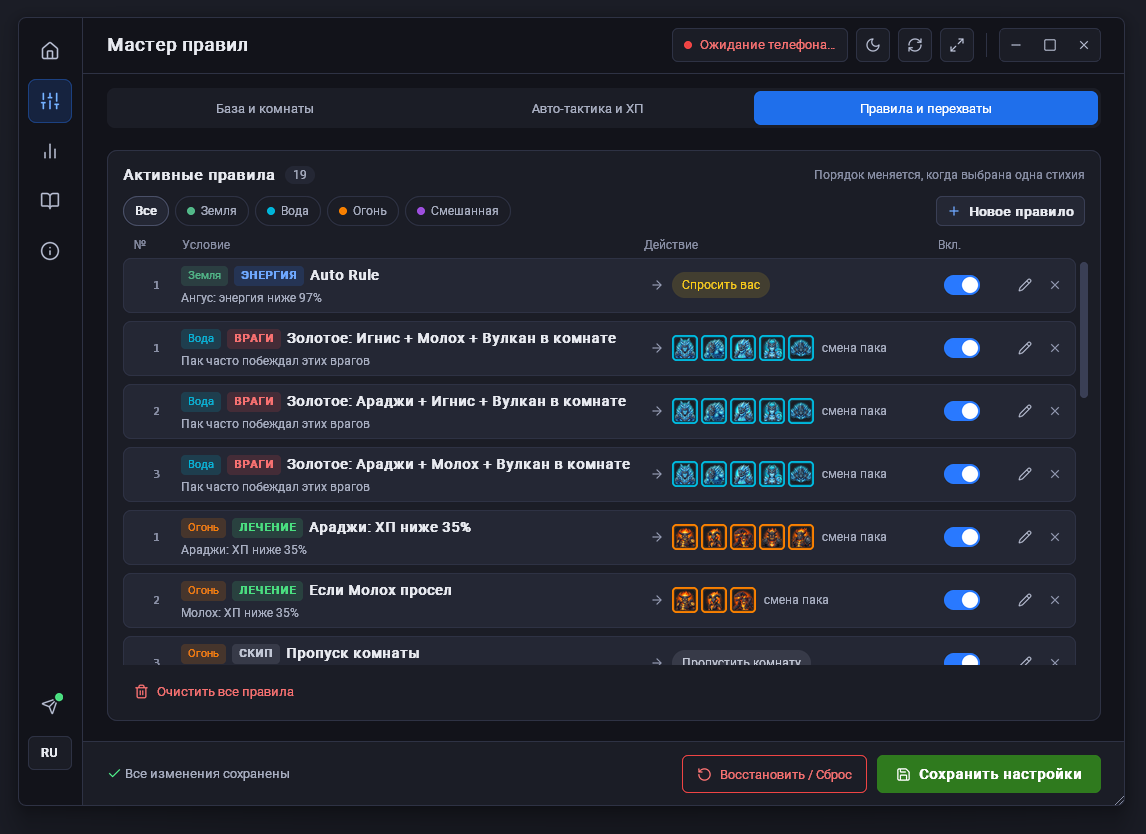 Мастер правил
Ожидание телефона…
База и комнаты
Авто-тактика и ХП
Правила и перехваты
Активные правила 19
Порядок меняется, когда выбрана одна стихия
Все
Земля
Вода
Огонь
Смешанная
+ Новое правило
№ Условие Действие Вкл.
1 Земля ЭНЕРГИЯ Auto Rule
Ангус: энергия ниже 97%
→ Спросить вас
1 Вода ВРАГИ Золотое: Игнис + Молох + Вулкан в комнате
Пак часто побеждал этих врагов
→ смена пака
2 Вода ВРАГИ Золотое: Араджи + Игнис + Вулкан в комнате
Пак часто побеждал этих врагов
→ смена пака
3 Вода ВРАГИ Золотое: Араджи + Молох + Вулкан в комнате
Пак часто побеждал этих врагов
→ смена пака
1 Огонь ЛЕЧЕНИЕ Араджи: ХП ниже 35%
Араджи: ХП ниже 35%
→ смена пака
2 Огонь ЛЕЧЕНИЕ Если Молох просел
Молох: ХП ниже 35%
→ смена пака
3 Огонь СКИП Пропуск комнаты
→ Пропустить комнату
Очистить все правила
RU
Все изменения сохранены
Восстановить / Сброс
Сохранить настройки